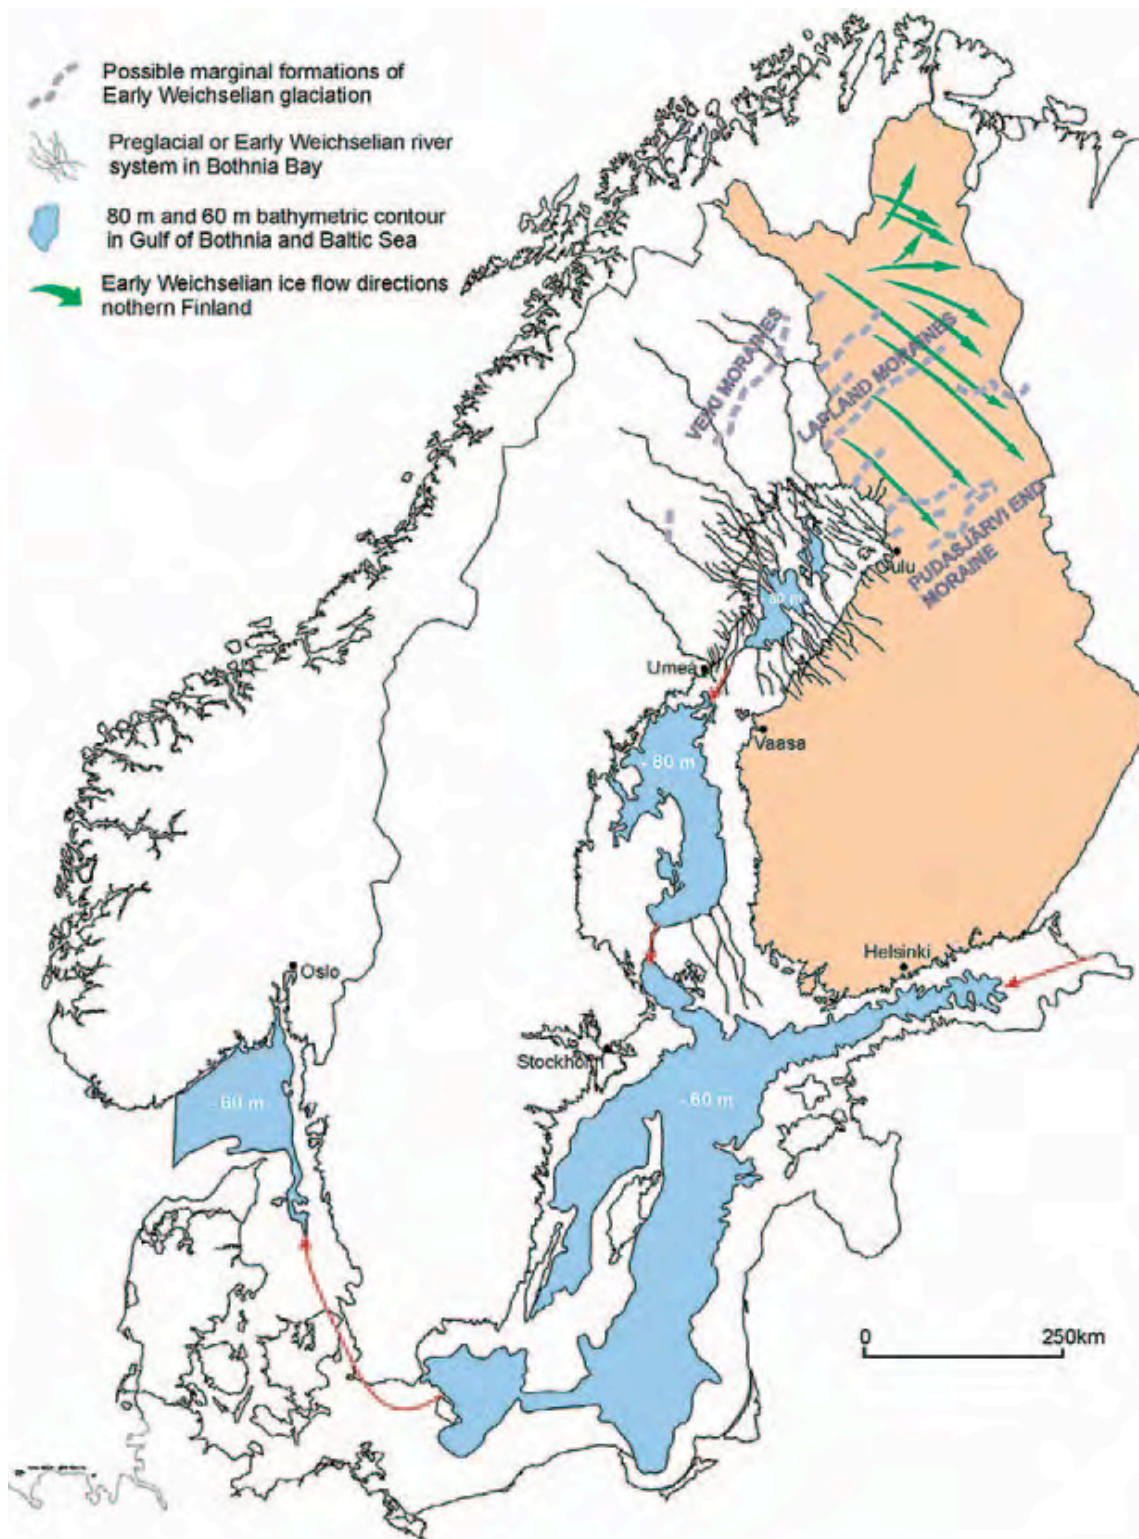 Possible marginal formations of
Early Weichselian glaciation
Preglacial or Early Weichselian river
system in Bothnia Bay
80 m and 60 m bathymetric contour
in Gulf of Bothnia and Baltic Sea
Early Weichselian ice flow directions
nothern Finland
VEIKI MORAINES
LAPLAND MORAINES
PUDASJÄRVI END
MORAINE
Oulu
- 80 m
Umeå
Vaasa
- 80 m
Helsinki
Oslo
Stockholm
- 60 m
- 60 m
0 250km